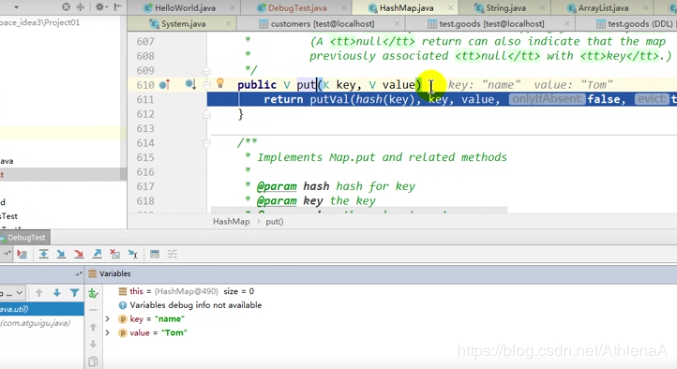 HelloWorld.java DebugTest.java HashMap.java String.java ArrayList.java
System.java customers [test@localhost] test.goods [test@localhost] test.goods (DDL)
pace_idea3\Project01
607 * (A <tt>null</tt> return can also indicate that the map
608 * previously associated <tt>null</tt> with <tt>key</tt>.)
609 */
610 public V put(K key, V value) key: "name" value: "Tom"
611 return putVal(hash(key), key, value, onlyIfAbsent: false, evict: t
612 }
613
614 /**
615 * Implements Map.put and related methods
616 *
617 * @param hash hash for key
618 * @param key the key
HashMap put()
DebugTest
Variables
this = {HashMap@490} size = 0
Variables debug info not available
java.util)
key = "name"
(com.atguigu.java)
value = "Tom"
https://blog.csdn.net/AthlenaA